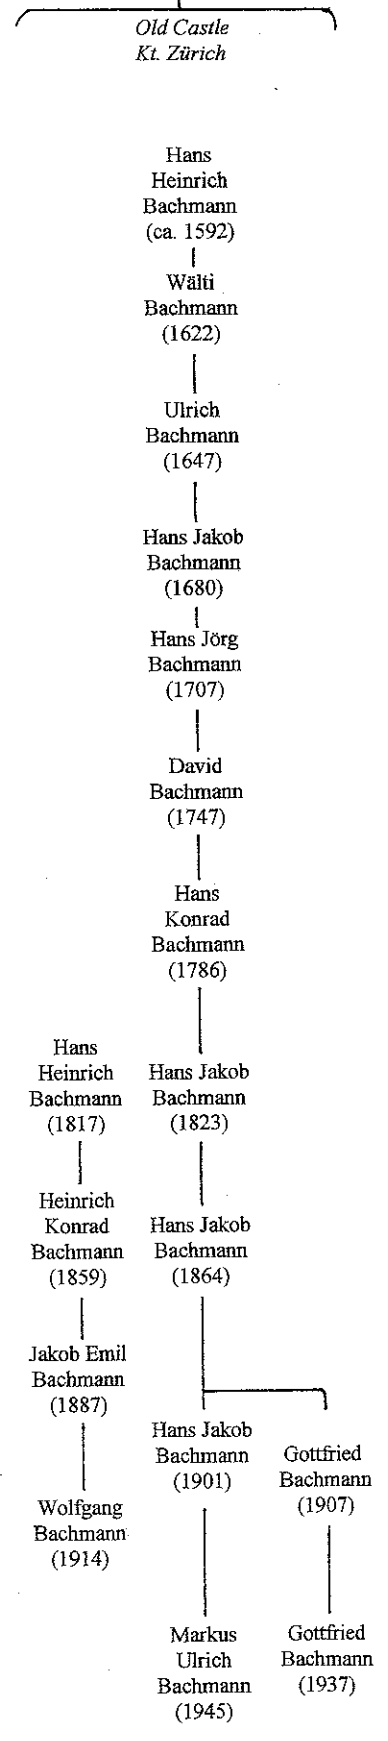 Old Castle
Kt. Zürich
Hans
Heinrich
Bachmann
(ca. 1592)
Wälti
Bachmann
(1622)
Ulrich
Bachmann
(1647)
Hans Jakob
Bachmann
(1680)
Hans Jörg
Bachmann
(1707)
David
Bachmann
(1747)
Hans
Konrad
Bachmann
(1786)
Hans
Heinrich
Bachmann
(1817)
Hans Jakob
Bachmann
(1823)
Heinrich
Konrad
Bachmann
(1859)
Hans Jakob
Bachmann
(1864)
Jakob Emil
Bachmann
(1887)
Hans Jakob
Bachmann
(1901)
Gottfried
Bachmann
(1907)
Wolfgang
Bachmann
(1914)
Markus
Ulrich
Bachmann
(1945)
Gottfried
Bachmann
(1937)